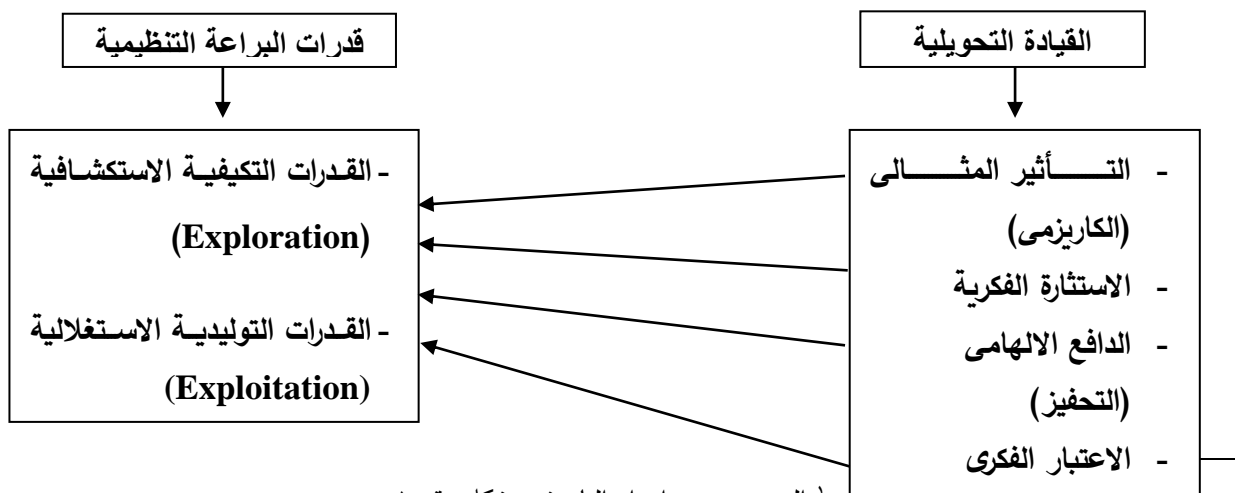 القيادة التحويلية
قدرات البراعة التنظيمية
- التأثير المثالى
(الكاريزمى)
- الاستثارة الفكرية
- الدافع الالهامى
(التحفيز)
- الاعتبار الفكرى
- القدرات التكيفية الاستكشافية
(Exploration)
- القدرات التوليدية الاستغلالية
(Exploitation)